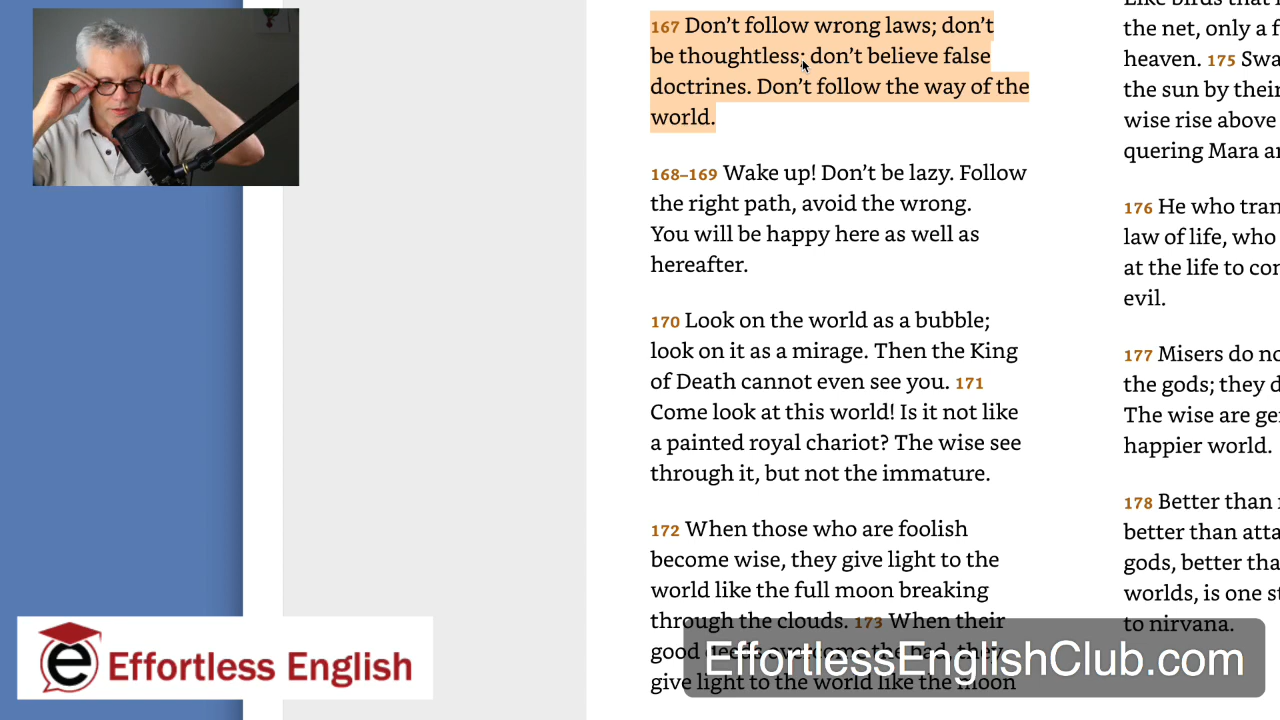 167 Don’t follow wrong laws; don’t
be thoughtless; don’t believe false
doctrines. Don’t follow the way of the
world.
168–169 Wake up! Don’t be lazy. Follow
the right path, avoid the wrong.
You will be happy here as well as
hereafter.
170 Look on the world as a bubble;
look on it as a mirage. Then the King
of Death cannot even see you. 171
Come look at this world! Is it not like
a painted royal chariot? The wise see
through it, but not the immature.
172 When those who are foolish
become wise, they give light to the
world like the full moon breaking
through the clouds. 173 When their
good deeds overcome the bad, they
give light to the world like the moon
the net, only a f
heaven. 175 Swa
the sun by their
wise rise above
quering Mara a
176 He who tran
law of life, who
at the life to co
evil.
177 Misers do no
the gods; they d
The wise are ge
happier world.
178 Better than
better than atta
gods, better tha
worlds, is one s
to nirvana.
e Effortless English
EffortlessEnglishClub.com